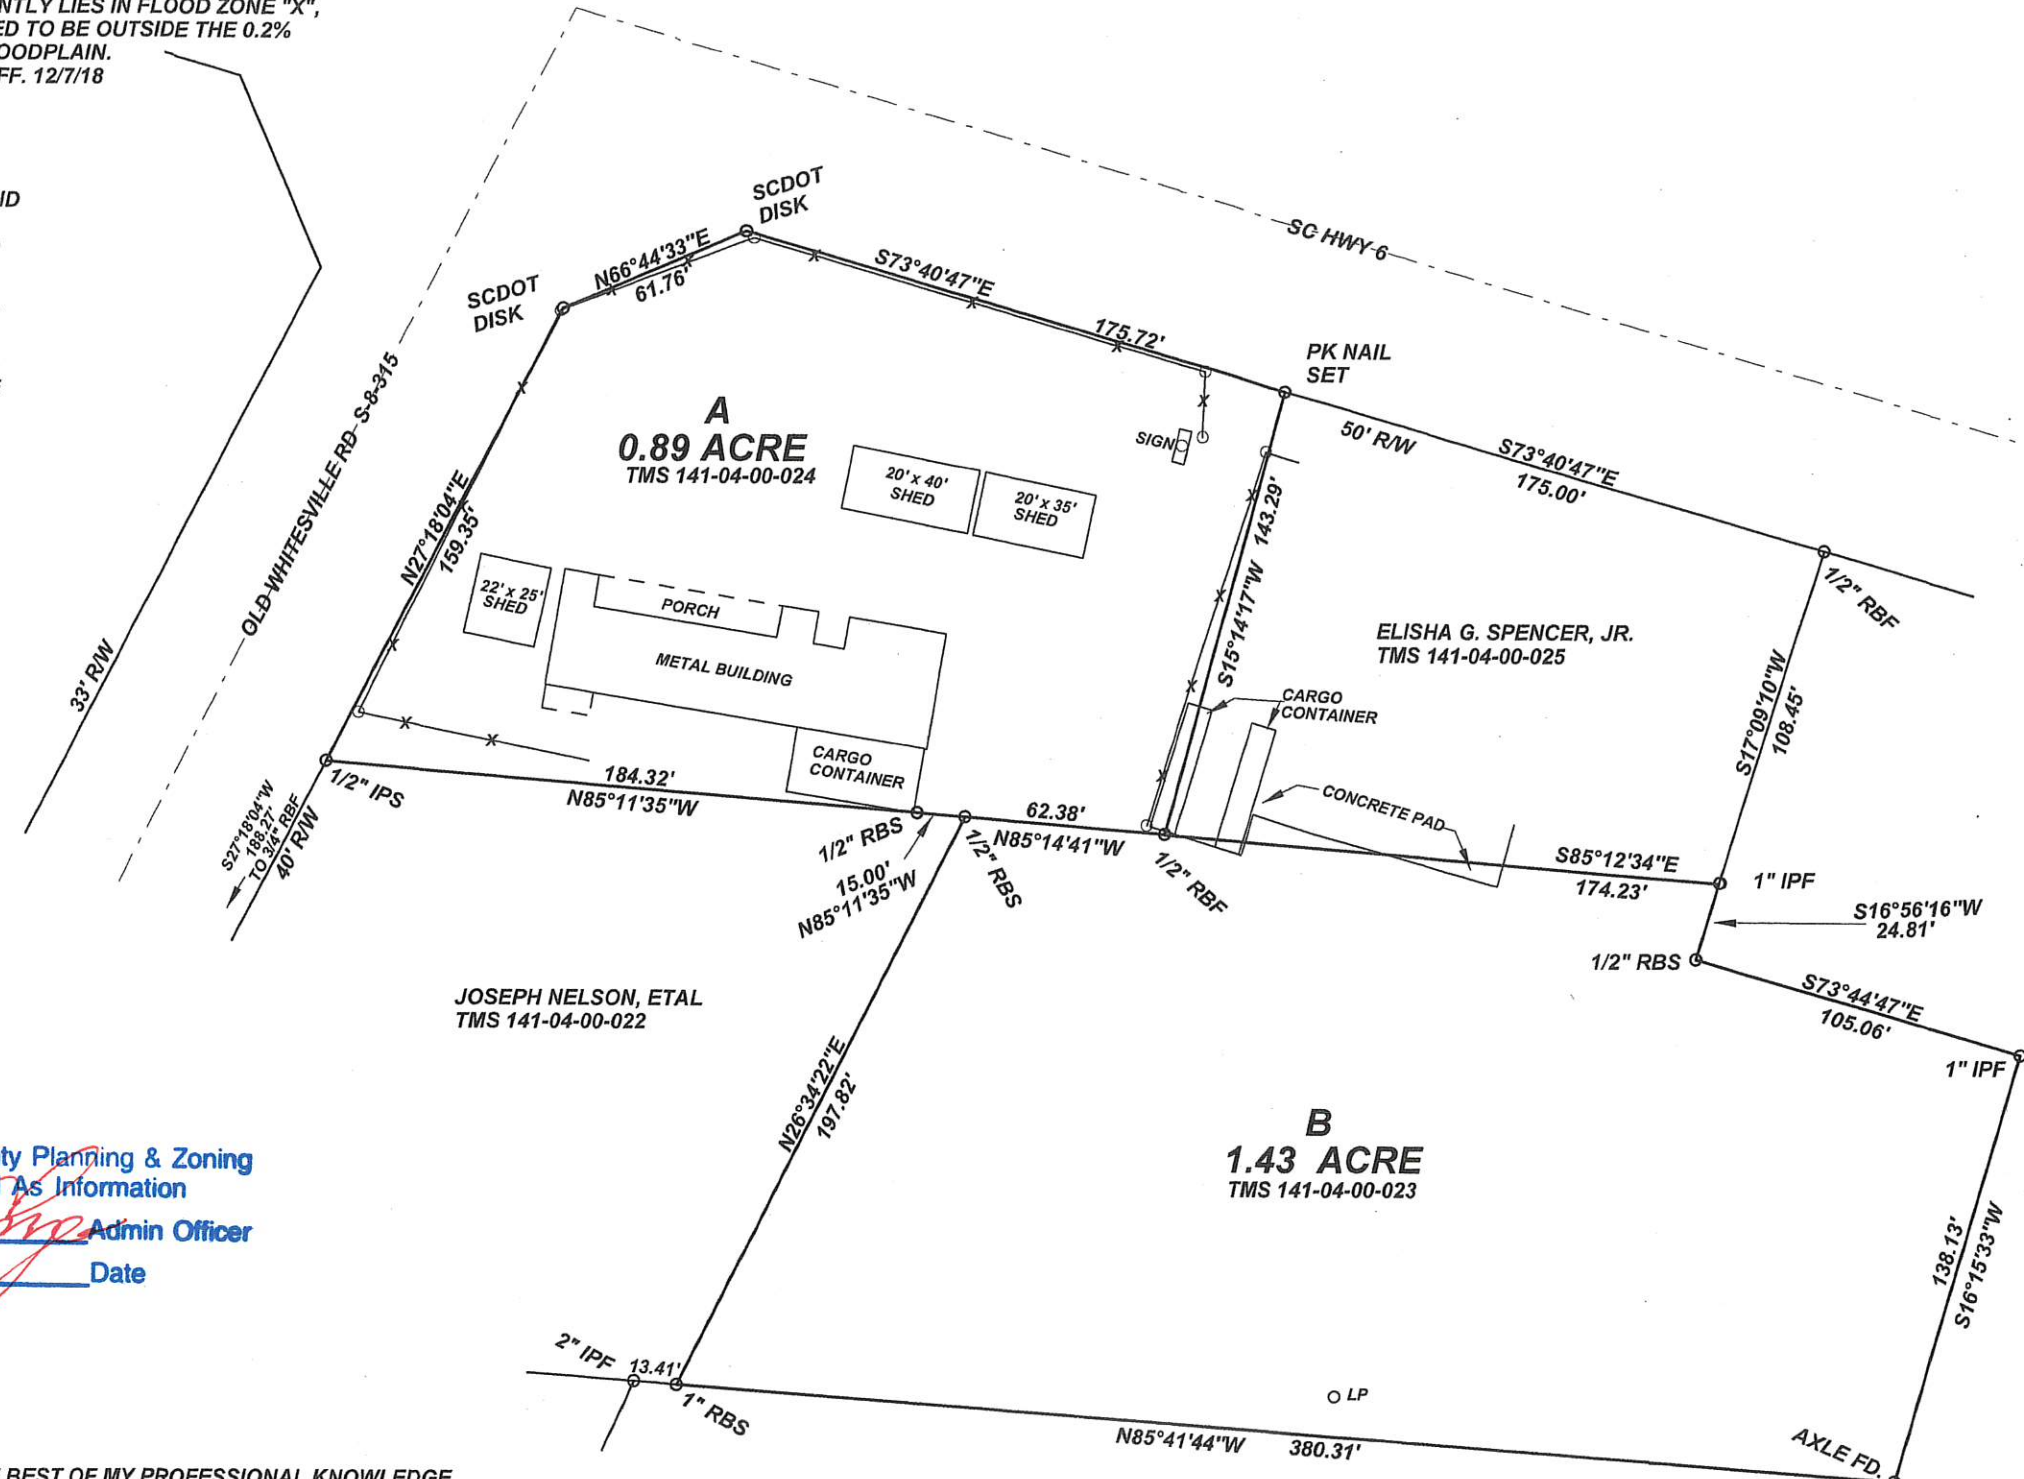 NTLY LIES IN FLOOD ZONE "X",
ED TO BE OUTSIDE THE 0.2%
OODPLAIN.
FF. 12/7/18
ID
SC HWY 6
SCDOT
DISK
SCDOT
DISK
N66°44'33"E
61.76'
S73°40'47"E
175.72'
PK NAIL
SET
50' R/W
S73°40'47"E
175.00'
1/2" RBF
OLD WHITESVILLE RD S-8-315
33' R/W
N27°18'04"E
159.35'
A
0.89 ACRE
TMS 141-04-00-024
SIGN
20' x 40'
SHED
20' x 35'
SHED
22' x 25'
SHED
PORCH
METAL BUILDING
CARGO
CONTAINER
S15°14'17"W 143.29'
ELISHA G. SPENCER, JR.
TMS 141-04-00-025
S17°09'10"W
108.45'
CARGO
CONTAINER
CONCRETE PAD
1/2" IPS
184.32'
N85°11'35"W
1/2" RBS
15.00'
N85°11'35"W
1/2" RBS
62.38'
N85°14'41"W
1/2" RBF
S85°12'34"E
174.23'
1" IPF
S16°56'16"W
24.81'
1/2" RBS
S73°44'47"E
105.06'
1" IPF
S27°18'04"W
188.27'
TO 3/4" RBF
40' R/W
JOSEPH NELSON, ETAL
TMS 141-04-00-022
N26°34'22"E
197.82'
B
1.43 ACRE
TMS 141-04-00-023
138.13'
S16°15'33"W
ty Planning & Zoning
As Information
Admin Officer
Date
2" IPF
13.41'
1" RBS
LP
N85°41'44"W 380.31'
AXLE FD.
BEST OF MY PROFESSIONAL KNOWLEDGE